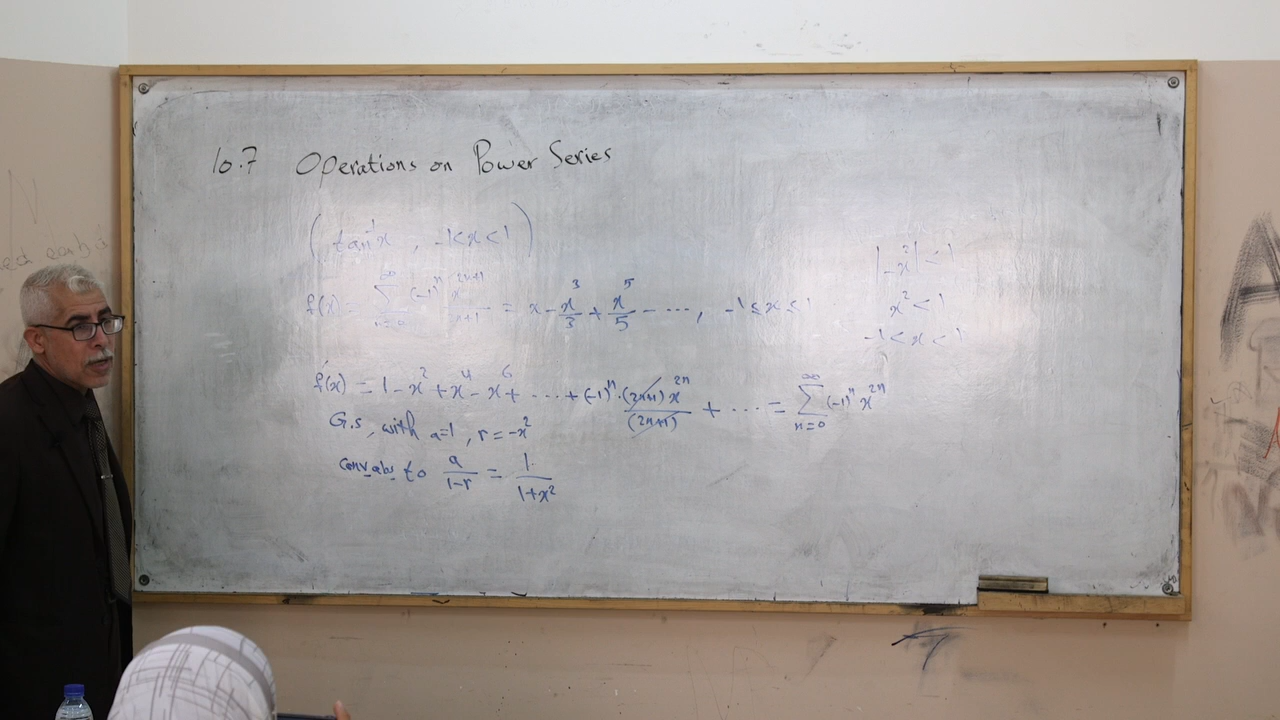 10.7 Operations on Power Series
( tan⁻¹x , -1<x<1 )
f(x) = ∑_{n=0}^{∞} (-1)ⁿ x²ⁿ⁺¹/2n+1 = x - x³/3 + x⁵/5 - ..., -1≤x≤1
f'(x) = 1 - x² + x⁴ - x⁶ + ... + (-1)ⁿ · (2n+1) x²ⁿ/(2n+1) + ... = ∑_{n=0}^{∞} (-1)ⁿ x²ⁿ
G.s, with a=1, r = -x²
conv. abs. to a/1-r = 1/1+x²
|-x²| < 1
x² < 1
-1 < x < 1